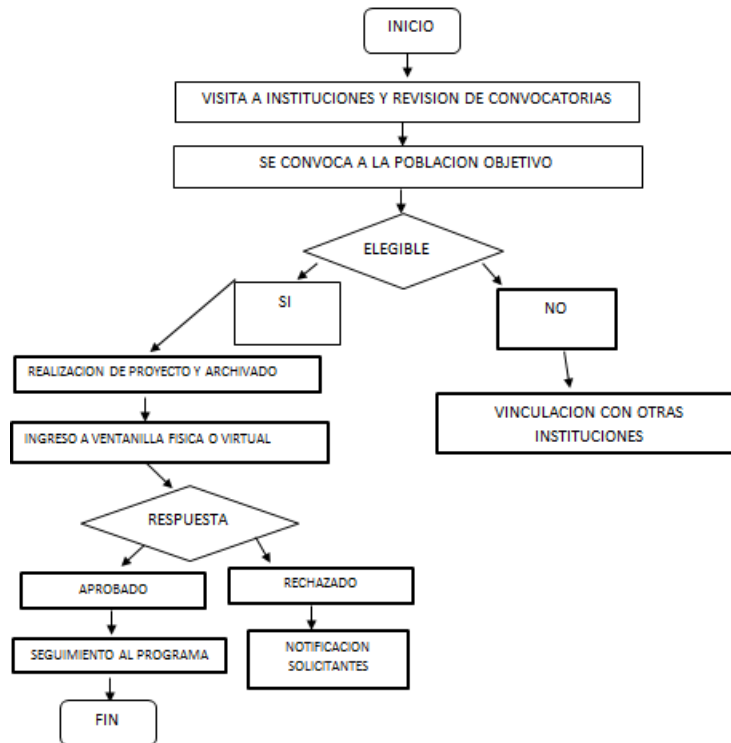 INICIO
VISITA A INSTITUCIONES Y REVISION DE CONVOCATORIAS
SE CONVOCA A LA POBLACION OBJETIVO
ELEGIBLE
SI
NO
REALIZACION DE PROYECTO Y ARCHIVADO
VINCULACION CON OTRAS
INSTITUCIONES
INGRESO A VENTANILLA FISICA O VIRTUAL
RESPUESTA
APROBADO
RECHAZADO
SEGUIMIENTO AL PROGRAMA
NOTIFICACION
SOLICITANTES
FIN